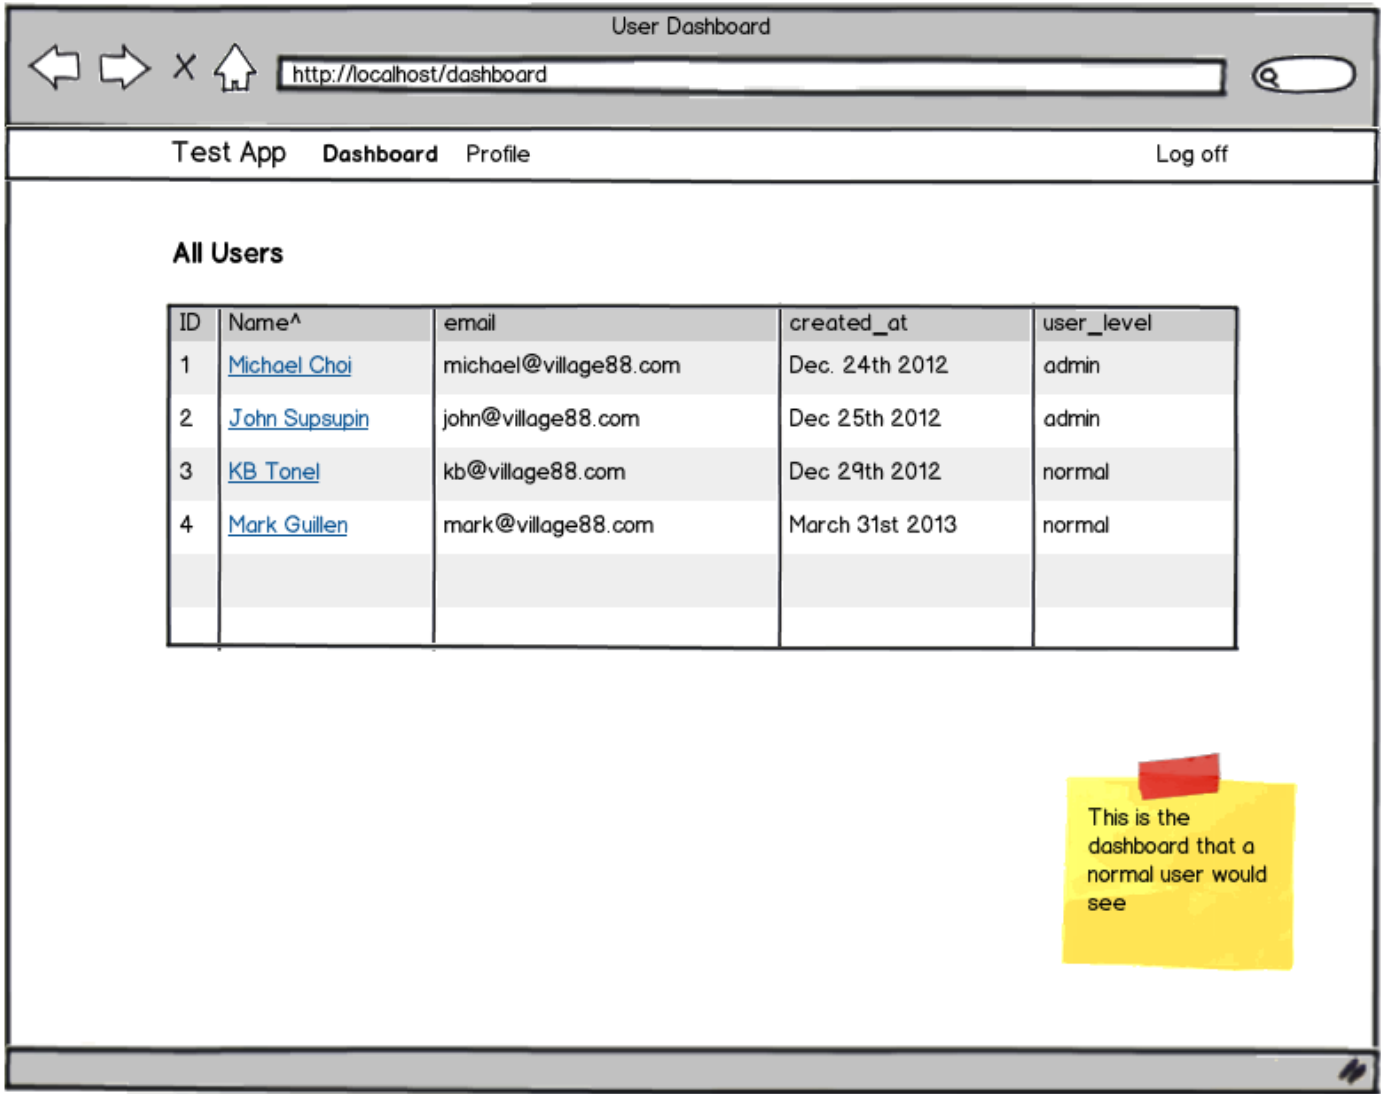 User Dashboard
http://localhost/dashboard
Test App Dashboard Profile Log off
All Users
ID Name^ email created_at user_level
1 Michael Choi michael@village88.com Dec. 24th 2012 admin
2 John Supsupin john@village88.com Dec 25th 2012 admin
3 KB Tonel kb@village88.com Dec 29th 2012 normal
4 Mark Guillen mark@village88.com March 31st 2013 normal
This is the
dashboard that a
normal user would
see